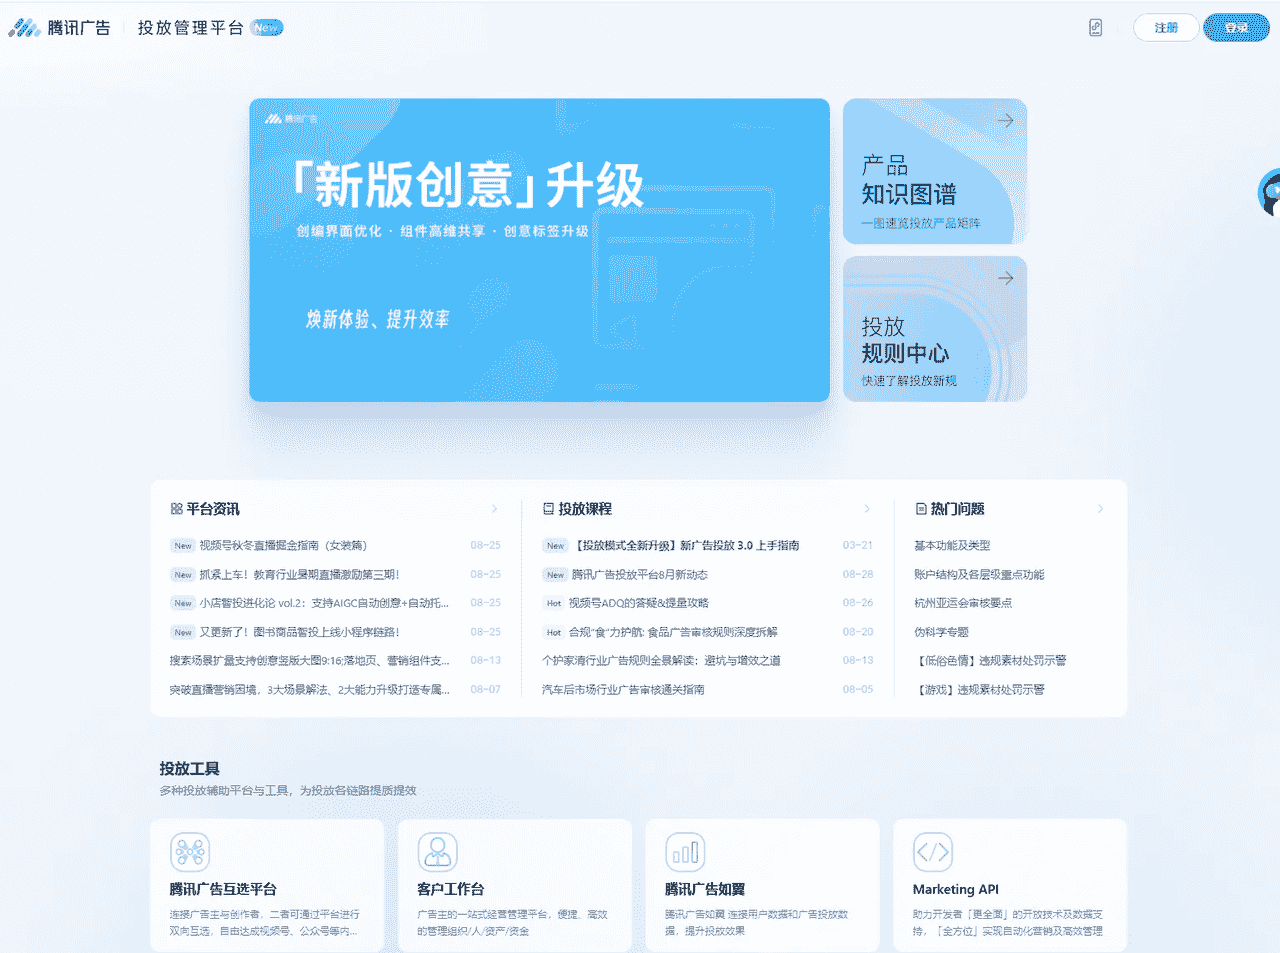 腾讯广告 投放管理平台 New
注册 登录
腾讯广告
「新版创意」升级
创编界面优化 · 组件高维共享 · 创意标签升级
焕新体验、提升效率
产品
知识图谱
一图速览投放产品矩阵
投放
规则中心
快速了解投放新规
平台资讯
New 视频号秋冬直播掘金指南（女装篇） 08-25
New 抓紧上车！教育行业暑期直播激励第三期！ 08-25
New 小店智投进化论 vol.2：支持AIGC自动创意+自动托... 08-25
New 又更新了！图书商品智投上线小程序链路！ 08-25
搜索场景扩量支持创意竖版大图9:16;落地页、营销组件支... 08-13
突破直播营销困境，3大场景解法、2大能力升级打造专属... 08-07
投放课程
New 【投放模式全新升级】新广告投放 3.0 上手指南 03-21
New 腾讯广告投放平台8月新动态 08-28
Hot 视频号ADQ的答疑&提量攻略 08-26
Hot 合规“食”力护航: 食品广告审核规则深度拆解 08-20
个护家清行业广告规则全景解读：避坑与增效之道 08-13
汽车后市场行业广告审核通关指南 08-05
热门问题
基本功能及类型
账户结构及各层级重点功能
杭州亚运会审核要点
伪科学专题
【低俗色情】违规素材处罚示警
【游戏】违规素材处罚示警
投放工具
多种投放辅助平台与工具，为投放各链路提质提效
腾讯广告互选平台
连接广告主与创作者，二者可通过平台进行
双向互选，自由达成视频号、公众号等内...
客户工作台
广告主的一站式经营管理平台，便捷、高效
的管理组织/人/资产/资金
腾讯广告如翼
腾讯广告如翼 连接用户数据和广告投放数
据，提升投放效果
Marketing API
助力开发者「更全面」的开放技术及数据支
持，「全方位」实现自动化营销及高效管理